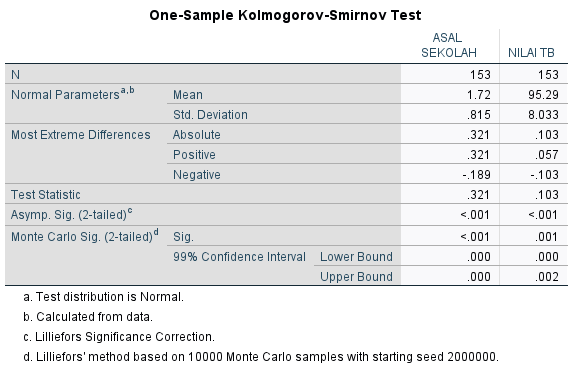 One-Sample Kolmogorov-Smirnov Test
ASAL SEKOLAH NILAI TB
N 153 153
Normal Parametersa,b Mean 1.72 95.29
Std. Deviation .815 8.033
Most Extreme Differences Absolute .321 .103
Positive .321 .057
Negative -.189 -.103
Test Statistic .321 .103
Asymp. Sig. (2-tailed)c <.001 <.001
Monte Carlo Sig. (2-tailed)d Sig. <.001 .001
99% Confidence Interval Lower Bound .000 .000
Upper Bound .000 .002
a. Test distribution is Normal.
b. Calculated from data.
c. Lilliefors Significance Correction.
d. Lilliefors' method based on 10000 Monte Carlo samples with starting seed 2000000.